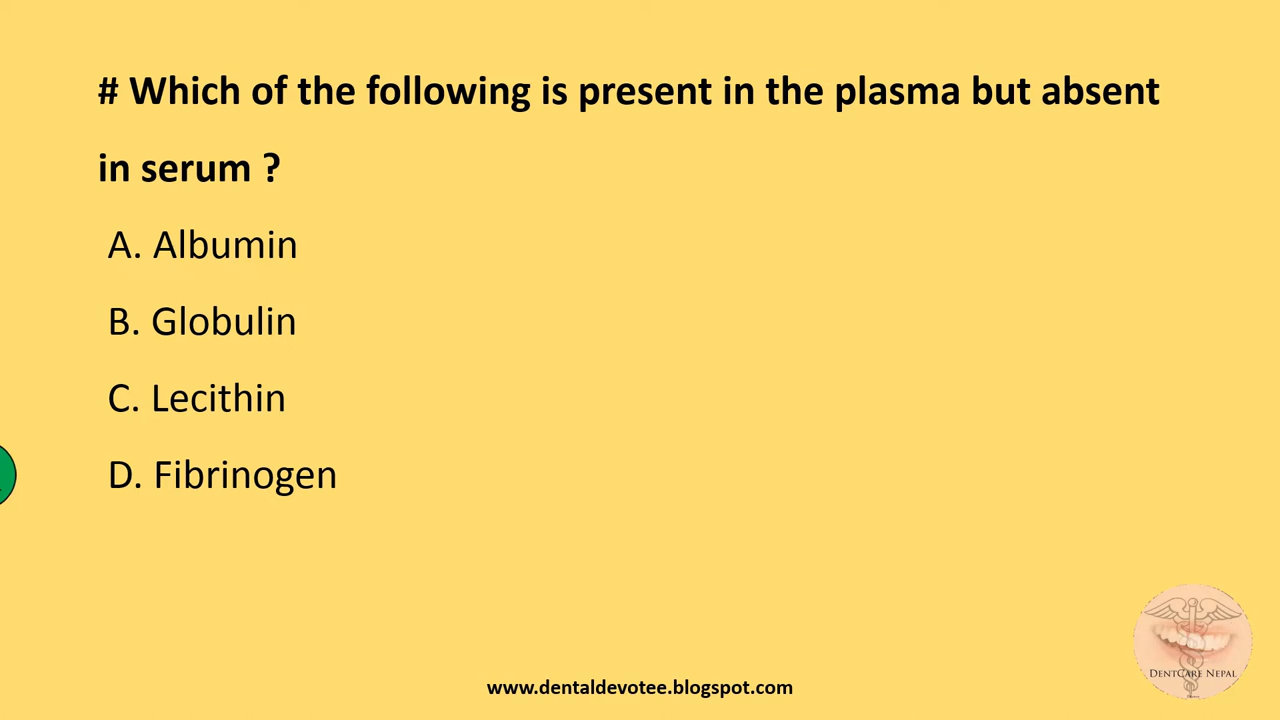 # Which of the following is present in the plasma but absent
in serum ?
A. Albumin
B. Globulin
C. Lecithin
D. Fibrinogen
DENTCARE NEPAL
www.dentaldevotee.blogspot.com